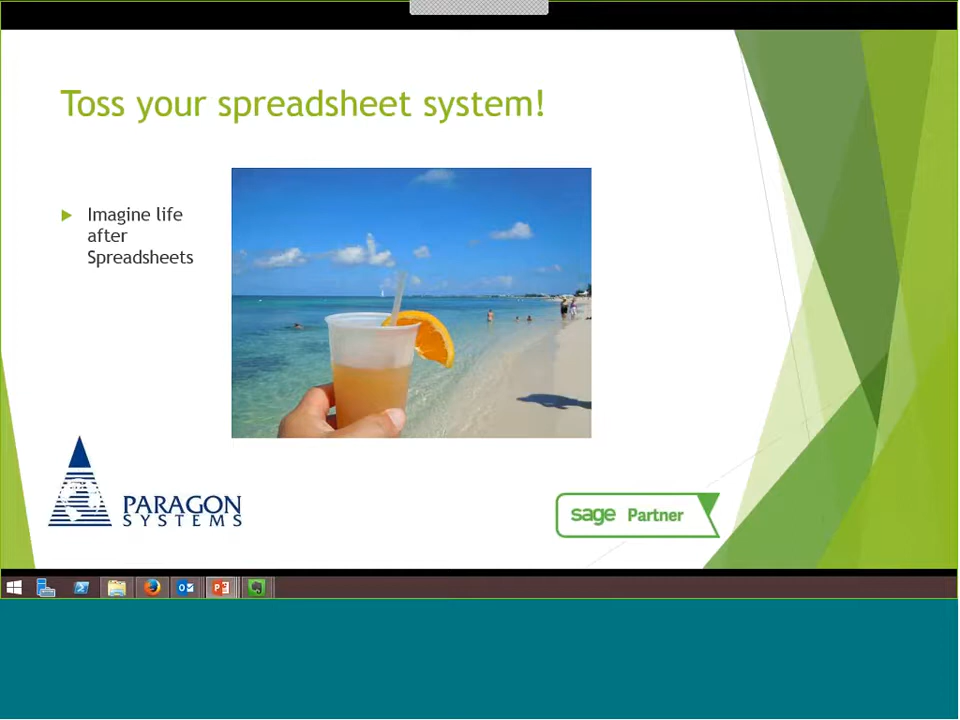 Toss your spreadsheet system!
Imagine life
after
Spreadsheets
PARAGON
SYSTEMS
sage Partner